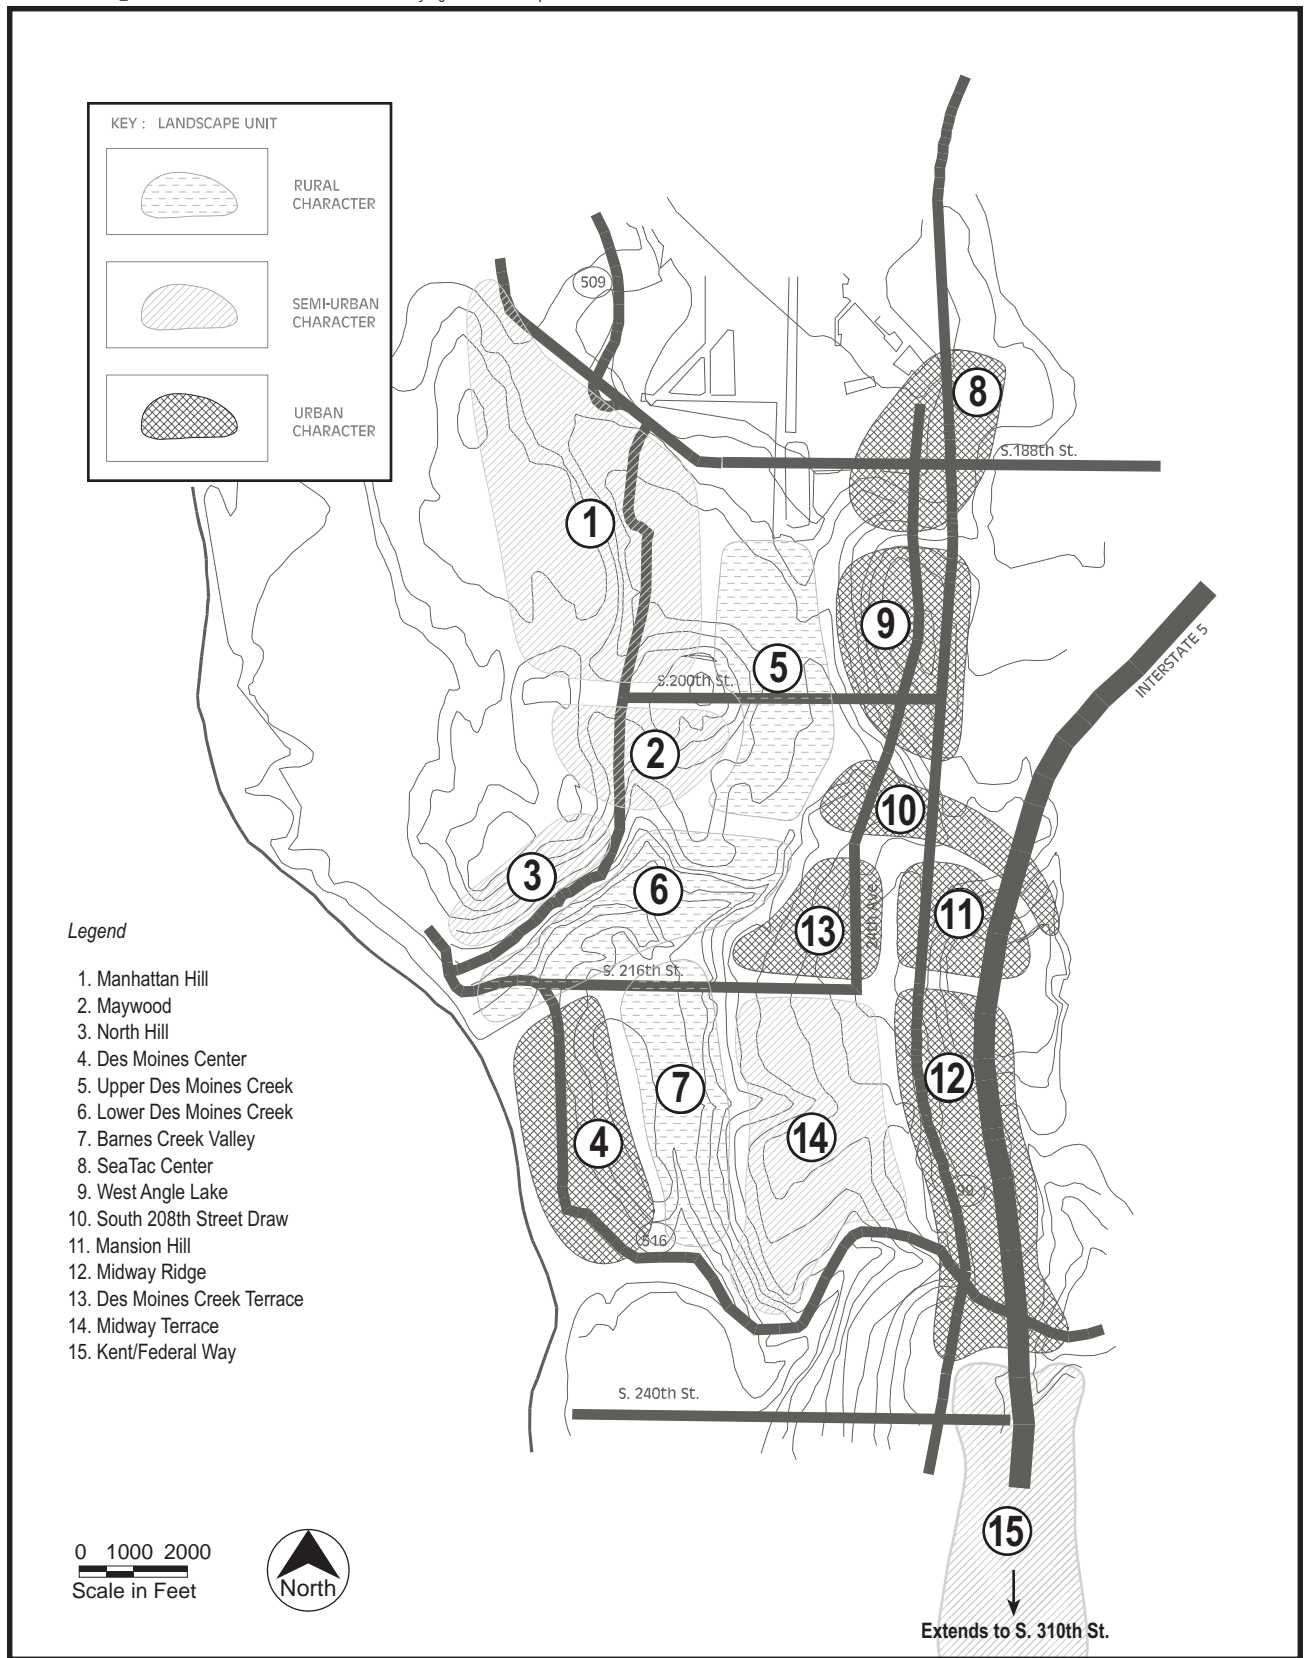 KEY : LANDSCAPE UNIT
RURAL
CHARACTER
SEMI-URBAN
CHARACTER
URBAN
CHARACTER
509
8
S.188th St.
1
9
INTERSTATE 5
5
S.200th St.
2
10
3
6
24th Ave.
11
13
S. 216th St.
12
7
4
14
99
516
S. 240th St.
15
Extends to S. 310th St.
Legend
1. Manhattan Hill
2. Maywood
3. North Hill
4. Des Moines Center
5. Upper Des Moines Creek
6. Lower Des Moines Creek
7. Barnes Creek Valley
8. SeaTac Center
9. West Angle Lake
10. South 208th Street Draw
11. Mansion Hill
12. Midway Ridge
13. Des Moines Creek Terrace
14. Midway Terrace
15. Kent/Federal Way
0 1000 2000
Scale in Feet
North